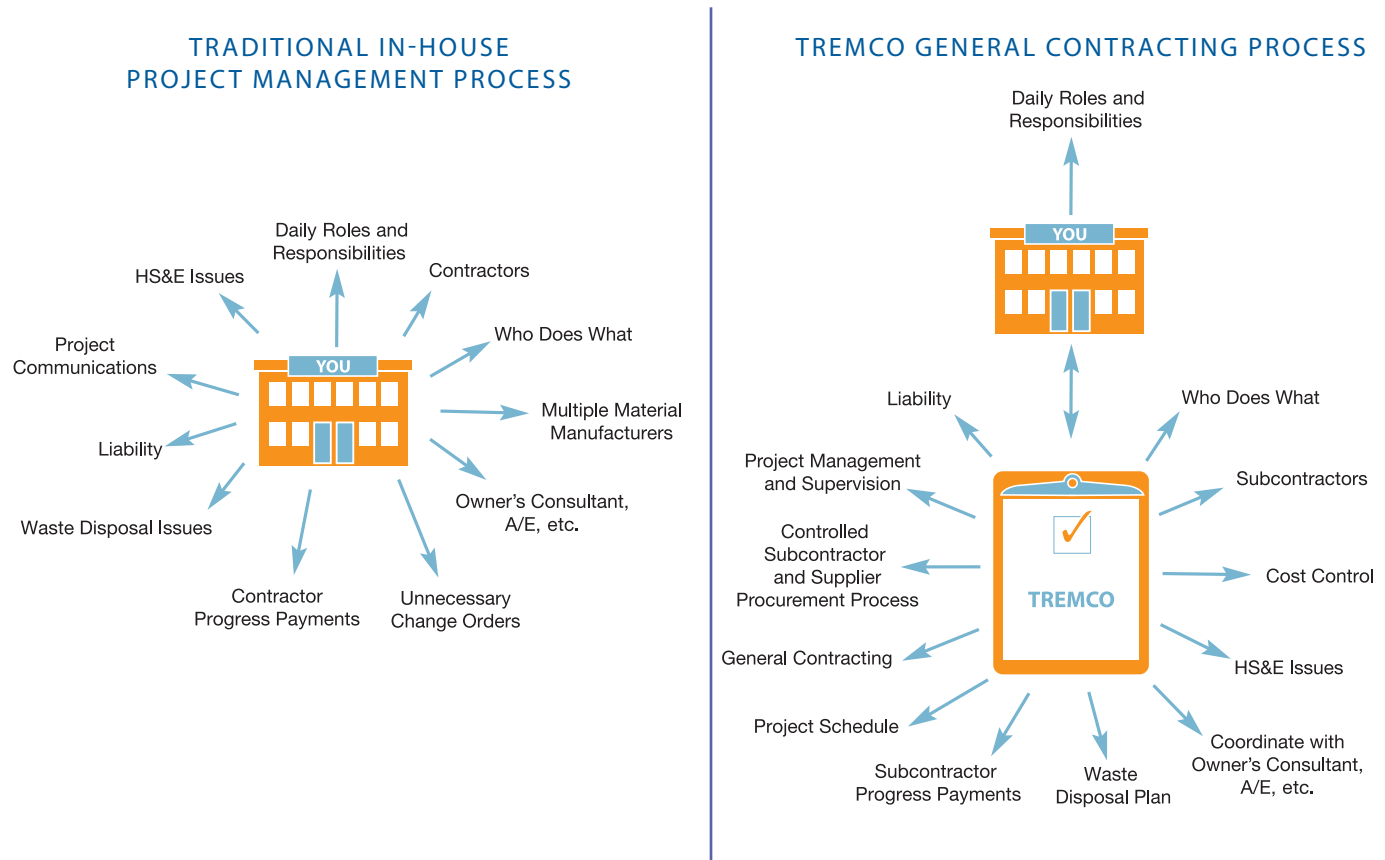 TRADITIONAL IN-HOUSE
PROJECT MANAGEMENT PROCESS
Daily Roles and
Responsibilities
HS&E Issues
Contractors
Project
Communications
Who Does What
YOU
Multiple Material
Manufacturers
Liability
Owner's Consultant,
A/E, etc.
Waste Disposal Issues
Contractor
Progress Payments
Unnecessary
Change Orders
TREMCO GENERAL CONTRACTING PROCESS
Daily Roles and
Responsibilities
YOU
Liability
Who Does What
Project Management
and Supervision
Subcontractors
Controlled
Subcontractor
and Supplier
Procurement Process
Cost Control
TREMCO
General Contracting
HS&E Issues
Project Schedule
Coordinate with
Owner's Consultant,
A/E, etc.
Subcontractor
Progress Payments
Waste
Disposal Plan